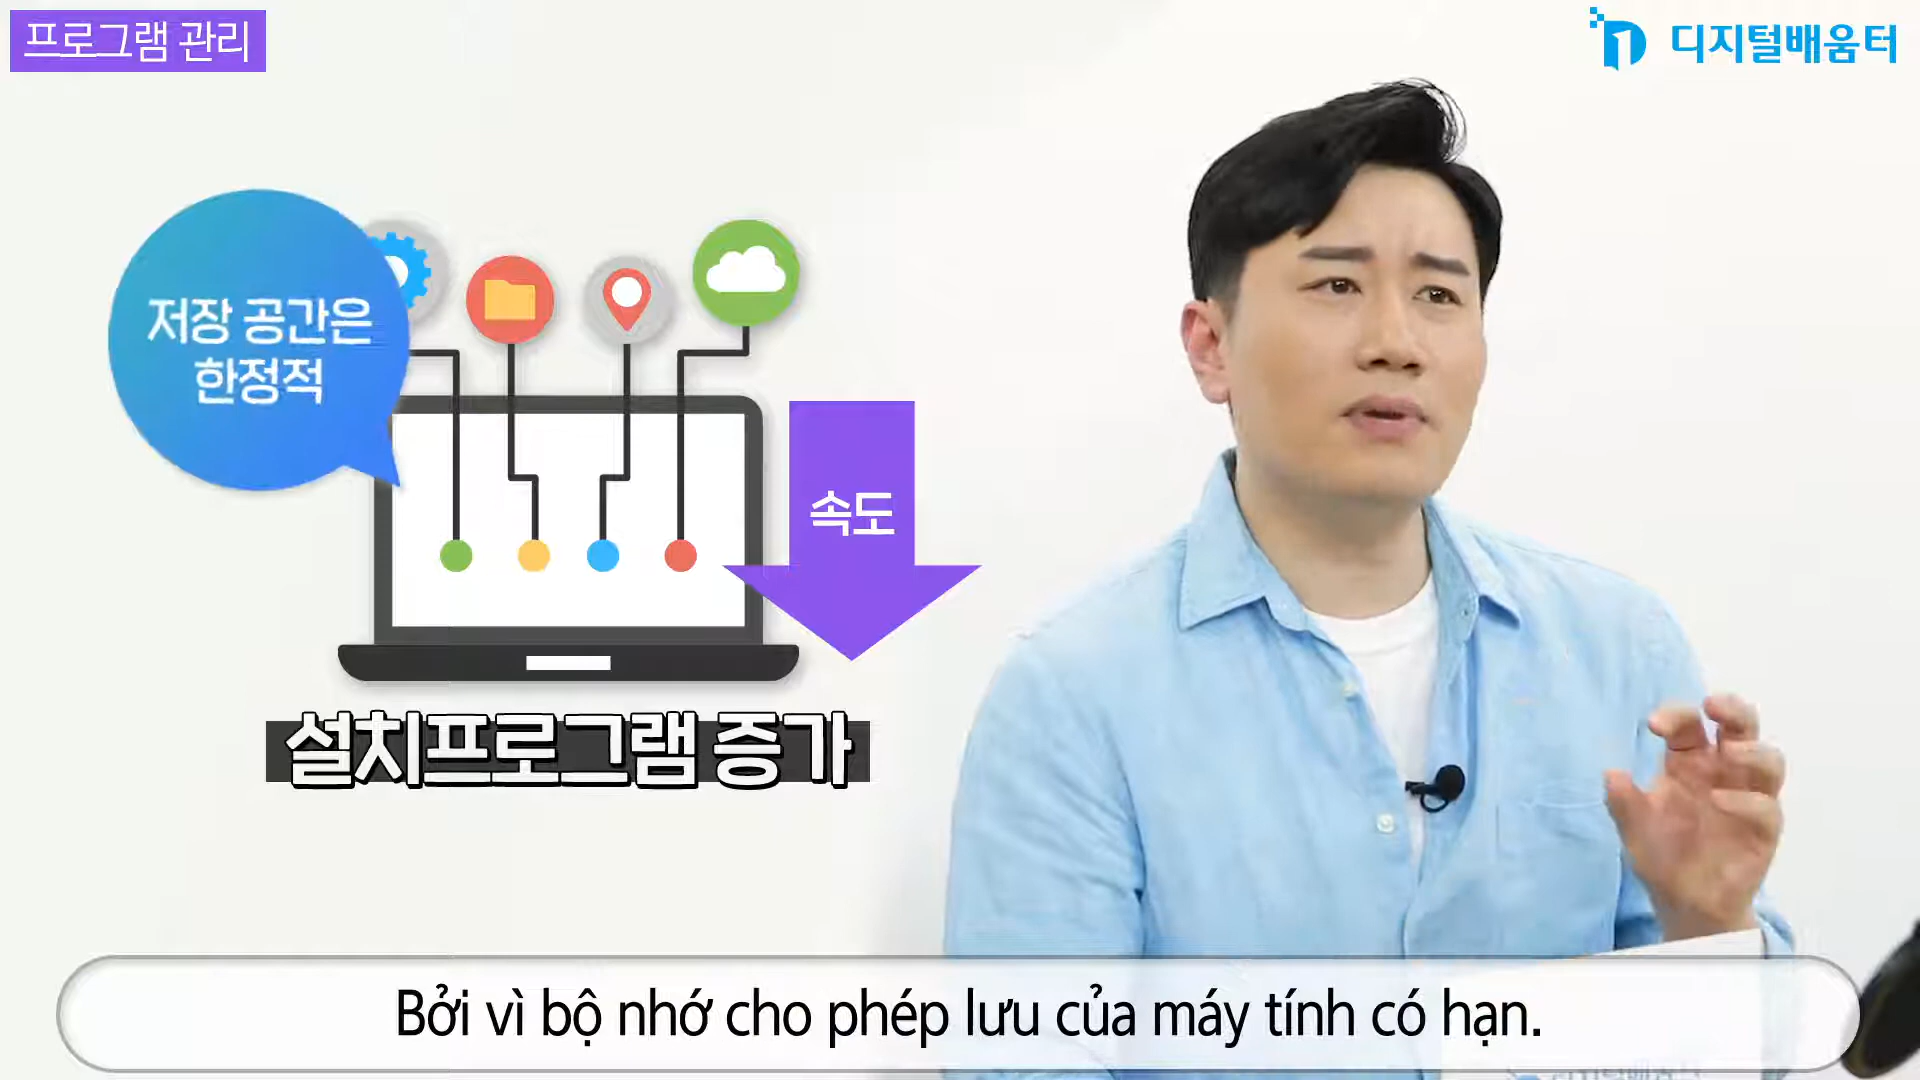 프로그램 관리
디지털배움터
저장 공간은
한정적
속도
설치프로그램 증가
Bởi vì bộ nhớ cho phép lưu của máy tính có hạn.